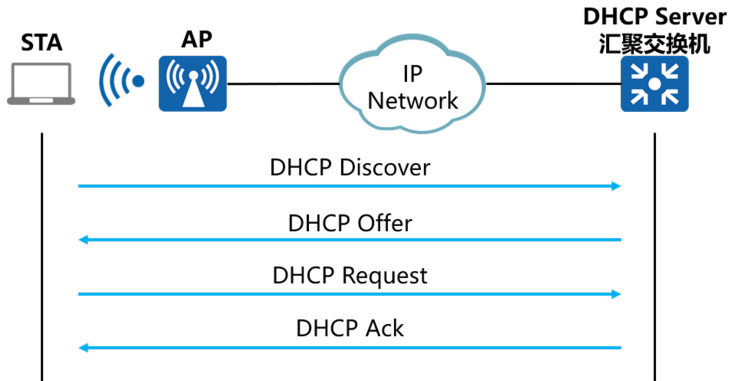 STA
AP
IP
Network
DHCP Server
汇聚交换机
DHCP Discover
DHCP Offer
DHCP Request
DHCP Ack